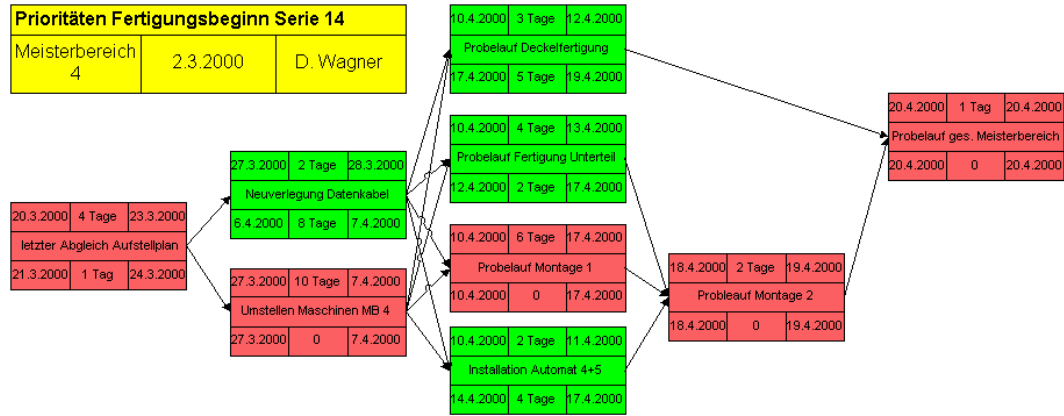 Prioritäten Fertigungsbeginn Serie 14
Meisterbereich 4
2.3.2000
D. Wagner
20.3.2000 4 Tage 23.3.2000
letzter Abgleich Aufstellplan
21.3.2000 1 Tag 24.3.2000
27.3.2000 2 Tage 28.3.2000
Neuverlegung Datenkabel
6.4.2000 8 Tage 7.4.2000
27.3.2000 10 Tage 7.4.2000
Umstellen Maschinen MB 4
27.3.2000 0 7.4.2000
10.4.2000 3 Tage 12.4.2000
Probelauf Deckelfertigung
17.4.2000 5 Tage 19.4.2000
10.4.2000 4 Tage 13.4.2000
Probelauf Fertigung Unterteil
12.4.2000 2 Tage 17.4.2000
10.4.2000 6 Tage 17.4.2000
Probelauf Montage 1
10.4.2000 0 17.4.2000
10.4.2000 2 Tage 11.4.2000
Installation Automat 4+5
14.4.2000 4 Tage 17.4.2000
18.4.2000 2 Tage 19.4.2000
Probleauf Montage 2
18.4.2000 0 19.4.2000
20.4.2000 1 Tag 20.4.2000
Probelauf ges. Meisterbereich
20.4.2000 0 20.4.2000